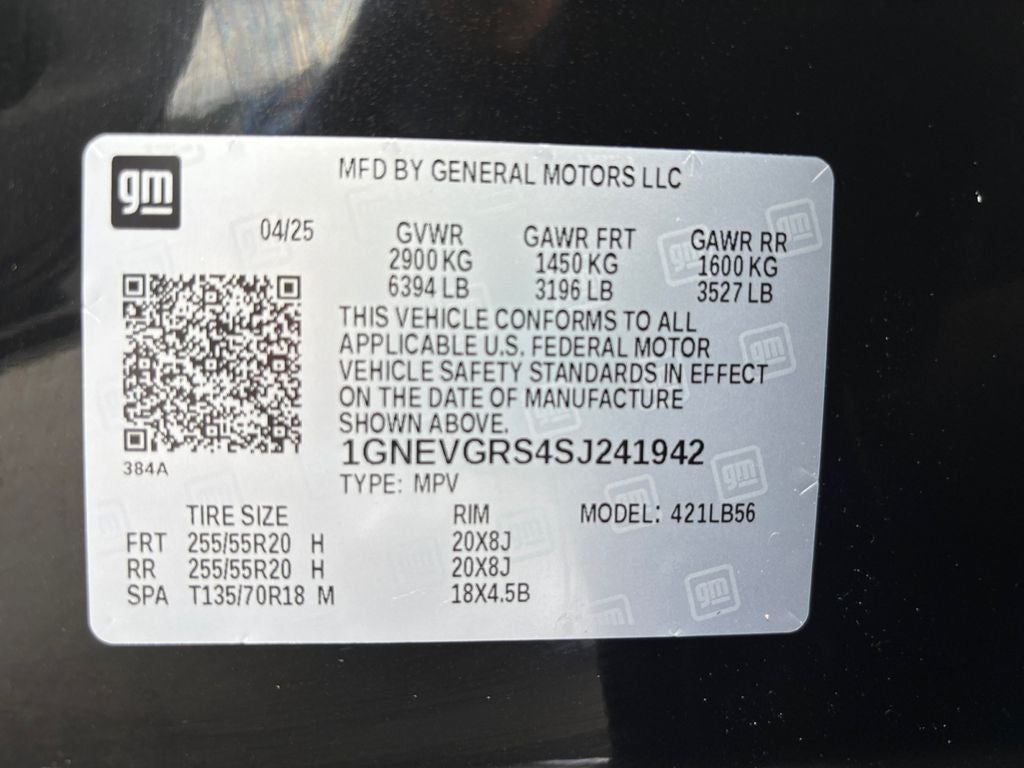 gm
MFD BY GENERAL MOTORS LLC
04/25 GVWR GAWR FRT GAWR RR
2900 KG 1450 KG 1600 KG
6394 LB 3196 LB 3527 LB
THIS VEHICLE CONFORMS TO ALL
APPLICABLE U.S. FEDERAL MOTOR
VEHICLE SAFETY STANDARDS IN EFFECT
ON THE DATE OF MANUFACTURE
SHOWN ABOVE.
384A
1GNEVGRS4SJ241942
TYPE: MPV
TIRE SIZE RIM MODEL: 421LB56
FRT 255/55R20 H 20X8J
RR 255/55R20 H 20X8J
SPA T135/70R18 M 18X4.5B